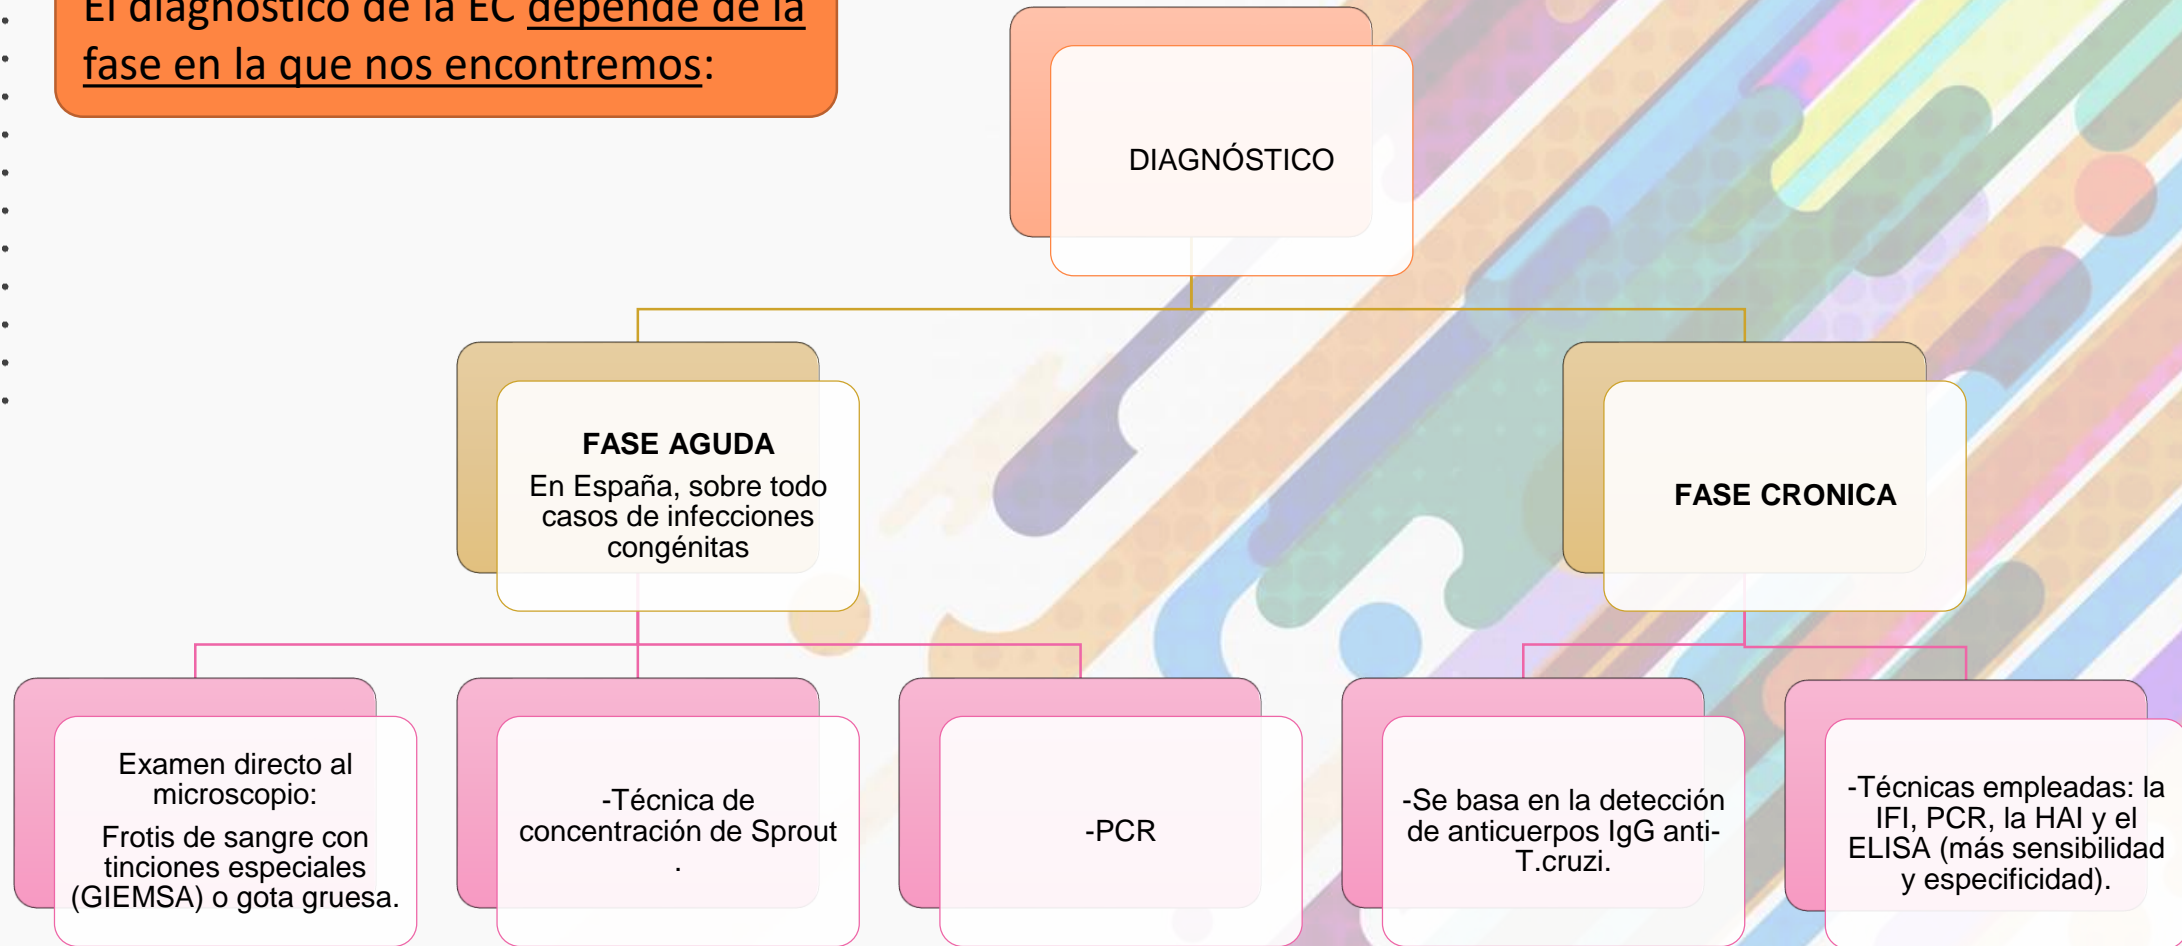 El diagnóstico de la EC depende de la
fase en la que nos encontremos:
DIAGNÓSTICO
FASE AGUDA
En España, sobre todo
casos de infecciones
congénitas
FASE CRONICA
Examen directo al
microscopio:
Frotis de sangre con
tinciones especiales
(GIEMSA) o gota gruesa.
-Técnica de
concentración de Sprout
.
-PCR
-Se basa en la detección
de anticuerpos IgG anti-
T.cruzi.
-Técnicas empleadas: la
IFI, PCR, la HAI y el
ELISA (más sensibilidad
y especificidad).